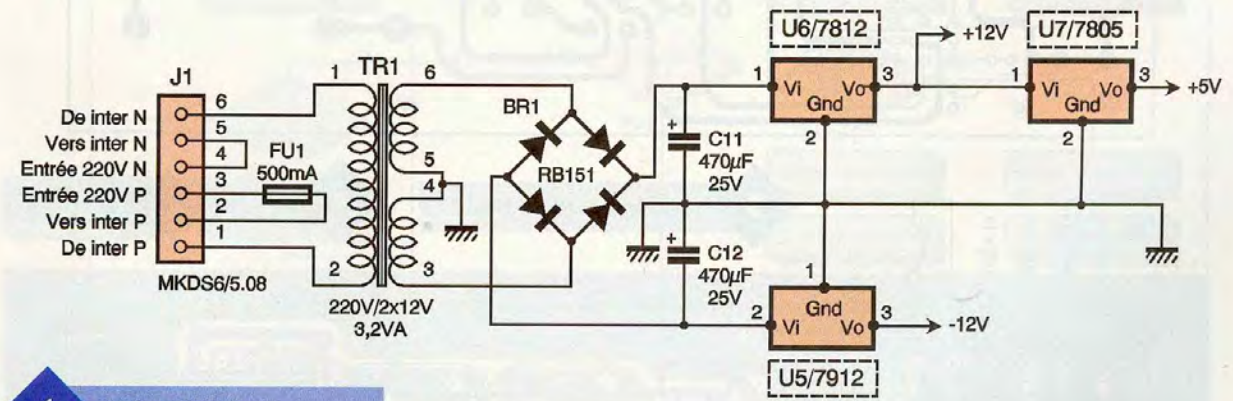 U6/7812
U7/7805
+12V
J1
TR1
1
6
6
BR1
1
Vi
Vo
3
Gnd
2
1
Vi
Vo
3
Gnd
2
+5V
De inter N
5
Vers inter N
4
Entrée 220V N
FU1
500mA
3
Entrée 220V P
2
Vers inter P
1
De inter P
MKDS6/5.08
5
4
RB151
+
C11
470µF
25V
2
3
220V/2x12V
3,2VA
+
C12
470µF
25V
1
Gnd
2
Vi
Vo
3
-12V
U5/7912